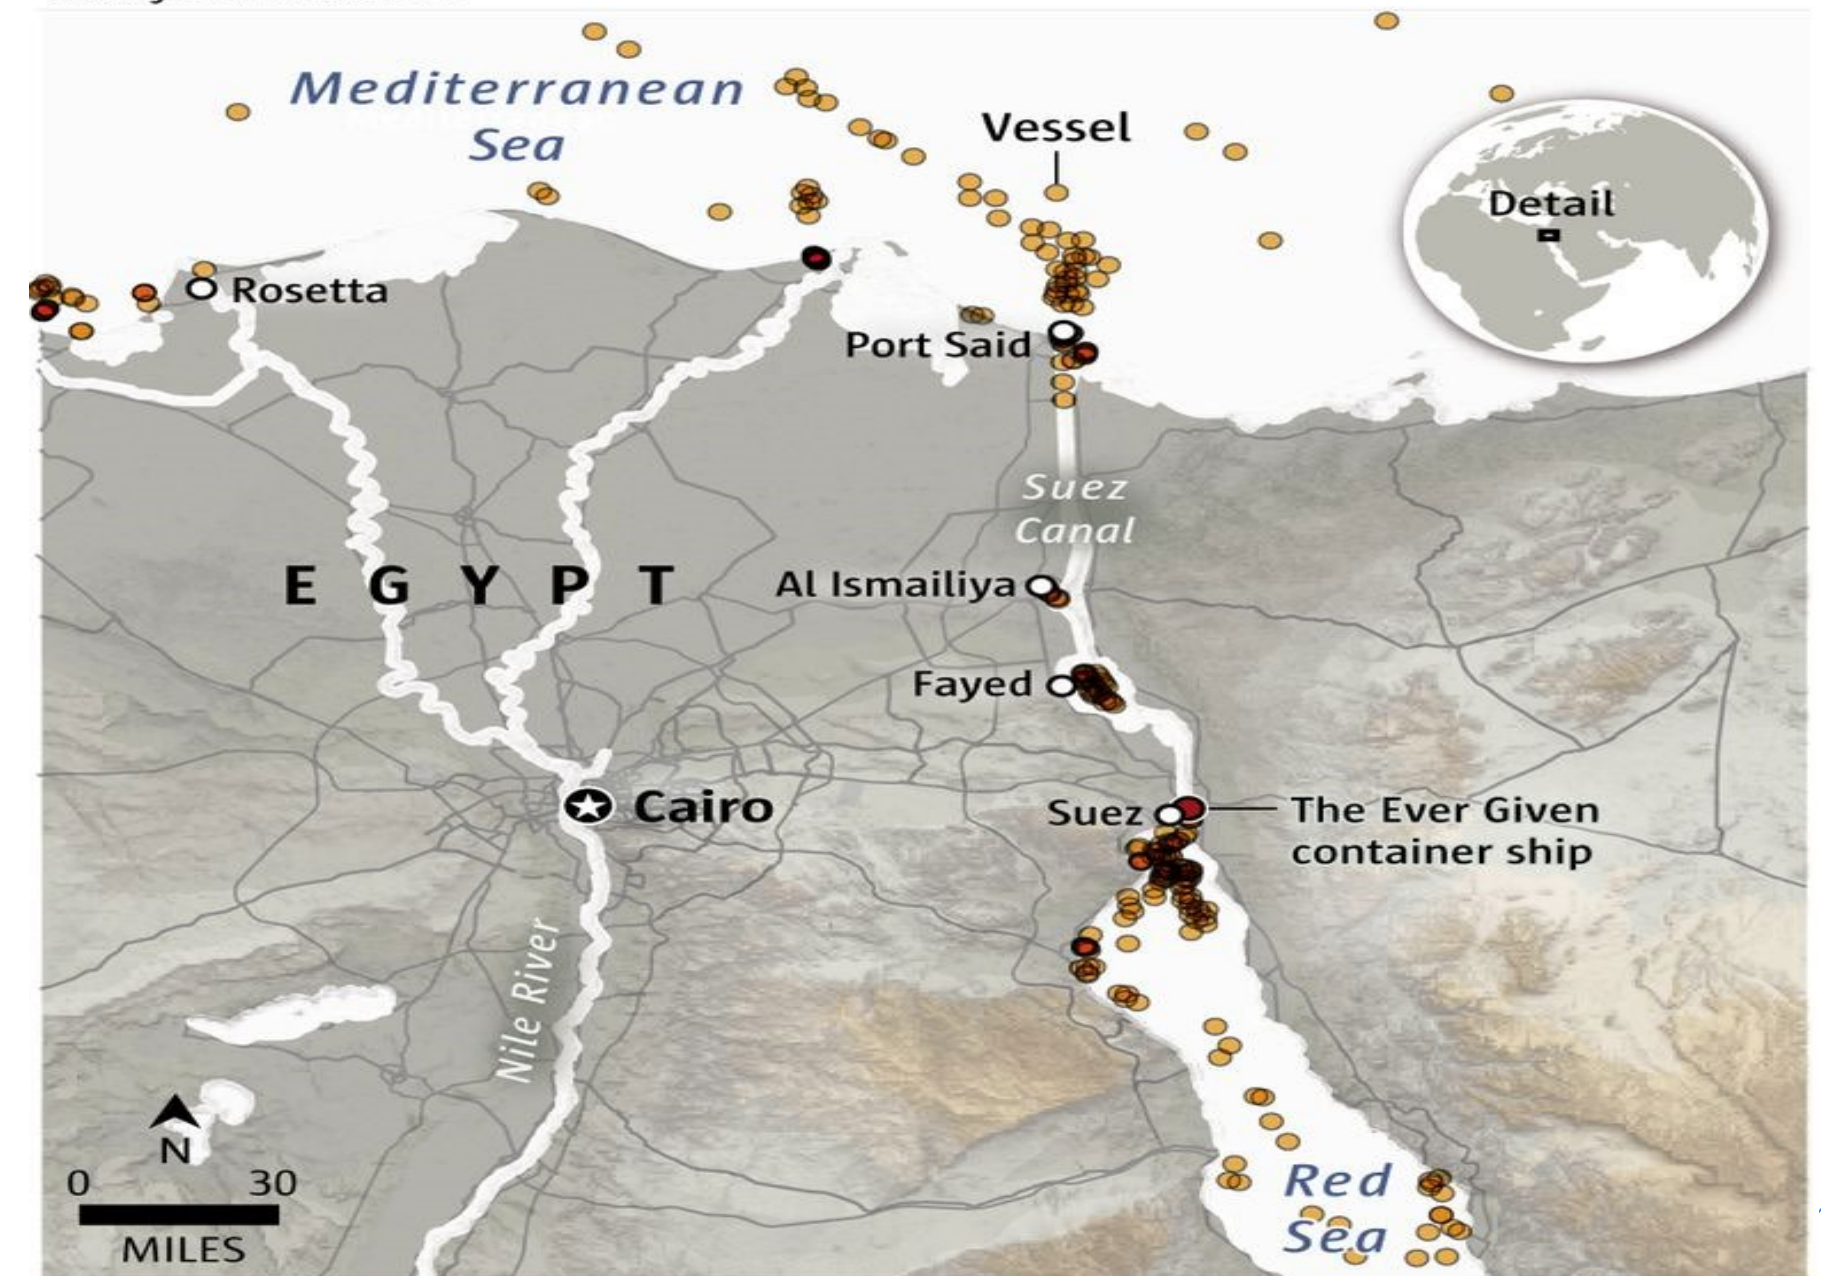 Mediterranean
Sea
Vessel
Detail
Rosetta
Port Said
Suez
Canal
E G Y P T
Al Ismailiya
Fayed
Cairo
Suez
The Ever Given
container ship
Nile River
N
0 30
MILES
Red
Sea